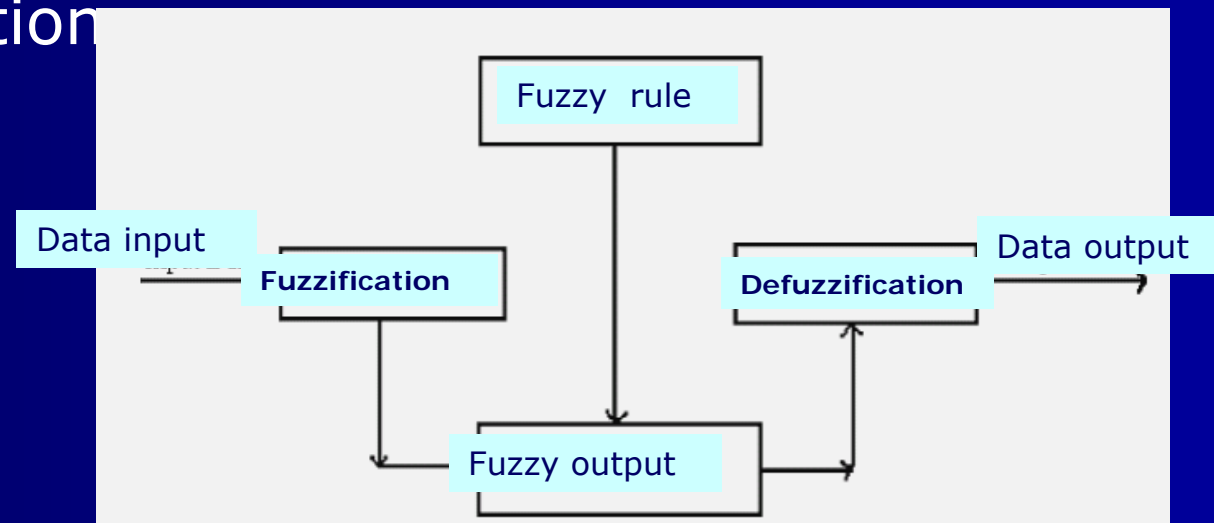 tion
Fuzzy rule
Data input
Data output
Fuzzification
Defuzzification
Fuzzy output